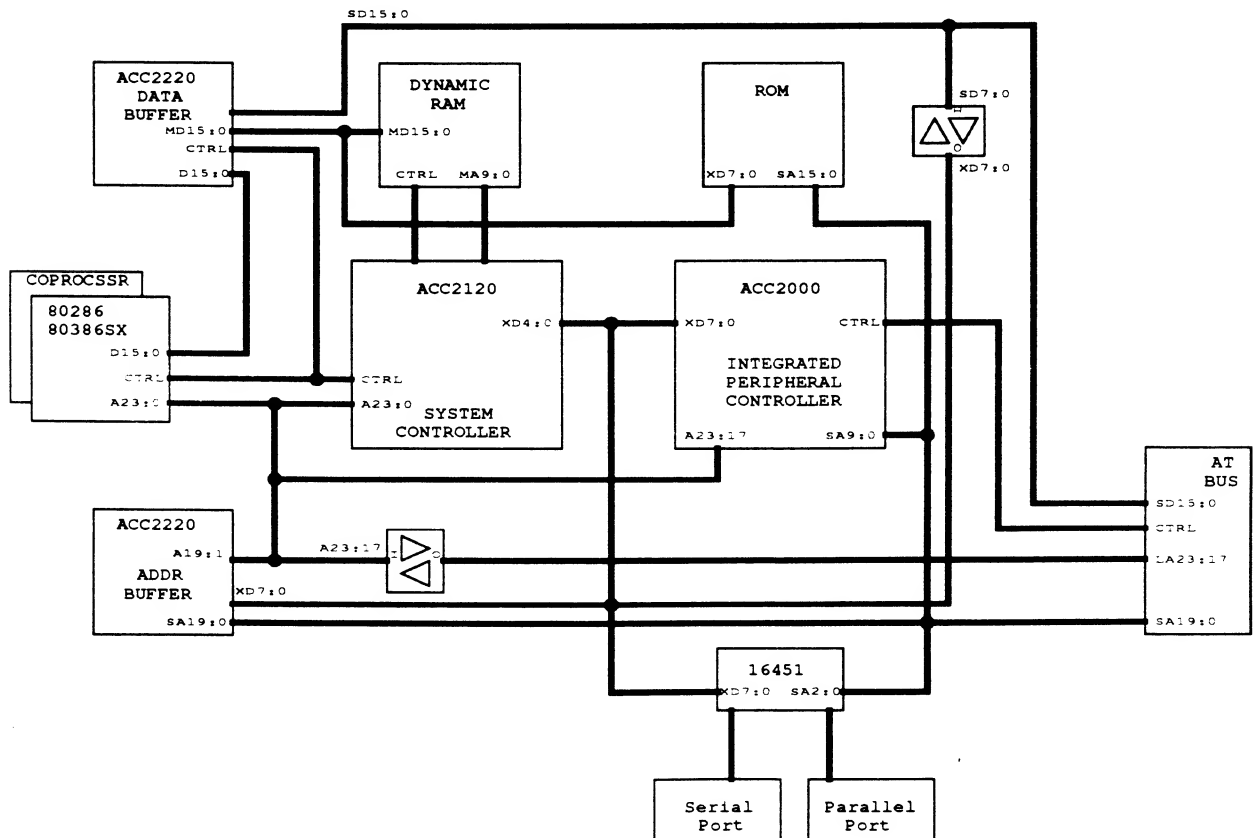 SD15:0
ACC2220
DATA
BUFFER
MD15:0
CTRL
D15:0
DYNAMIC
RAM
MD15:0
CTRL MA9:0
ROM
XD7:0 SA15:0
SD7:0
I
O
XD7:0
COPROCSSR
80286
80386SX
D15:0
CTRL
A23:0
ACC2120
XD4:0
CTRL
A23:0
SYSTEM
CONTROLLER
ACC2000
XD7:0 CTRL
INTEGRATED
PERIPHERAL
CONTROLLER
A23:17 SA9:0
AT
BUS
SD15:0
CTRL
LA23:17
SA19:0
ACC2220
A19:1
ADDR
BUFFER
XD7:0
SA19:0
A23:17
I
O
16451
XD7:0 SA2:0
Serial
Port
Parallel
Port